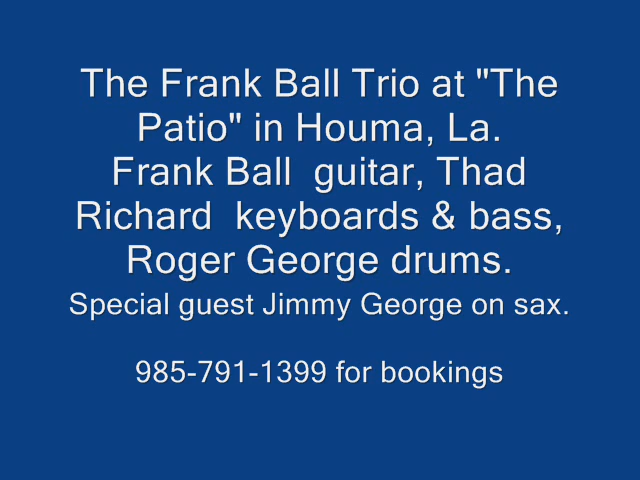 The Frank Ball Trio at "The
Patio" in Houma, La.
Frank Ball  guitar, Thad
Richard  keyboards & bass,
Roger George drums.
Special guest Jimmy George on sax.
985-791-1399 for bookings